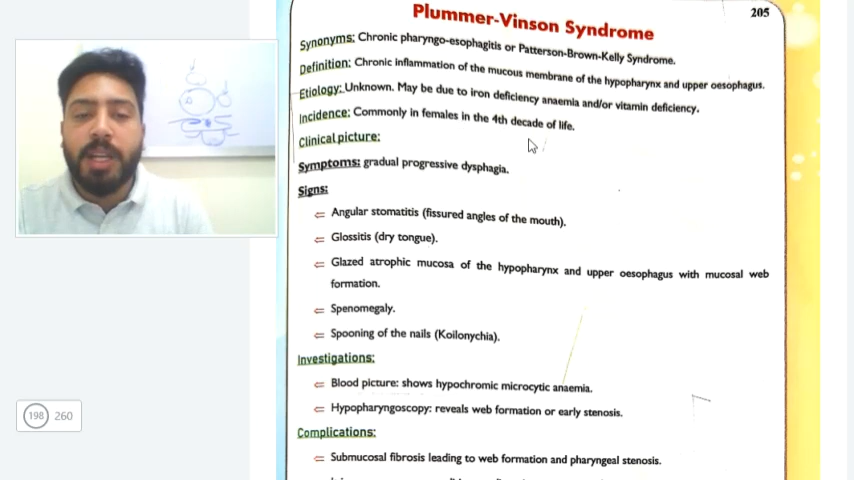 Plummer-Vinson Syndrome
205
Synonyms: Chronic pharyngo-esophagitis or Patterson-Brown-Kelly Syndrome.
Definition: Chronic inflammation of the mucous membrane of the hypopharynx and upper oesophagus.
Etiology: Unknown. May be due to iron deficiency anaemia and/or vitamin deficiency.
Incidence: Commonly in females in the 4th decade of life.
Clinical picture:
Symptoms: gradual progressive dysphagia.
Signs:
⇐ Angular stomatitis (fissured angles of the mouth).
⇐ Glossitis (dry tongue).
⇐ Glazed atrophic mucosa of the hypopharynx and upper oesophagus with mucosal web
formation.
⇐ Spenomegaly.
⇐ Spooning of the nails (Koilonychia).
Investigations:
⇐ Blood picture: shows hypochromic microcytic anaemia.
⇐ Hypopharyngoscopy: reveals web formation or early stenosis.
Complications:
⇐ Submucosal fibrosis leading to web formation and pharyngeal stenosis.
198 260